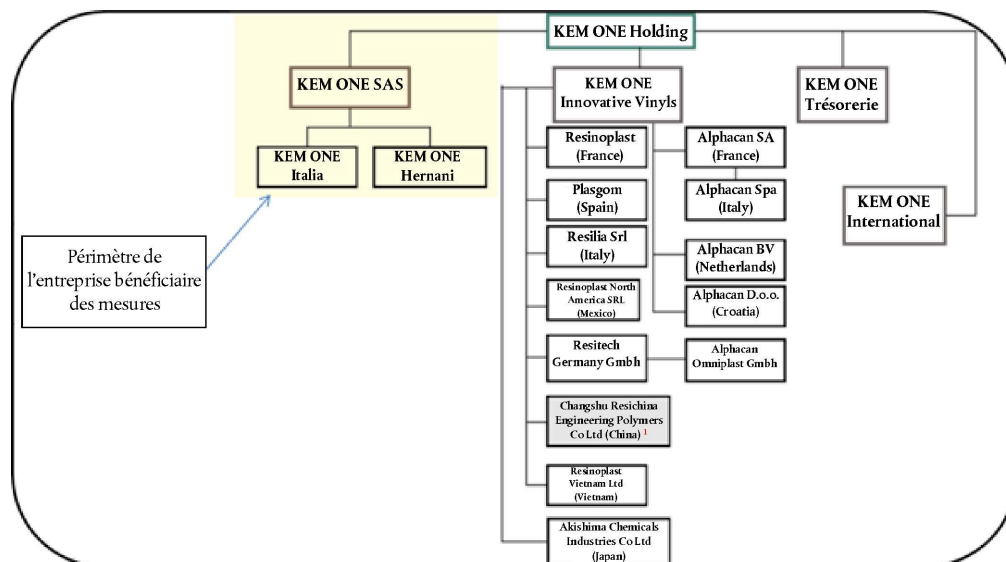 KEM ONE Holding
KEM ONE SAS
KEM ONE
Innovative Vinyls
KEM ONE
Trésorerie
KEM ONE
Italia
KEM ONE
Hernani
Resinoplast
(France)
Alphacan SA
(France)
Plasgom
(Spain)
Alphacan Spa
(Italy)
KEM ONE
International
Périmètre de
l'entreprise bénéficiaire
des mesures
Resilia Srl
(Italy)
Alphacan BV
(Netherlands)
Resinoplast North
America SRL
(Mexico)
Alphacan D.o.o.
(Croatia)
Resitech
Germany Gmbh
Alphacan
Omniplast Gmbh
Changshu Resichina
Engineering Polymers
Co Ltd (China) 1
Resinoplast
Vietnam Ltd
(Vietnam)
Akishima Chemicals
Industries Co Ltd
(Japan)